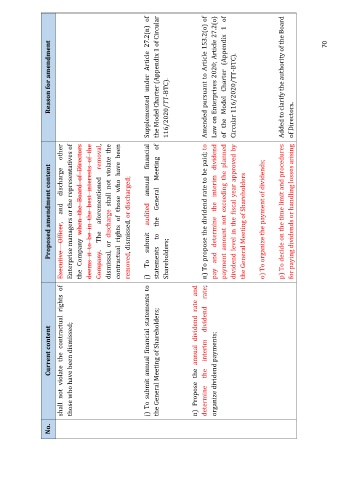 No.
Current content
Proposed amendment content
Reason for amendment
shall not violate the contractual rights of
those who have been dismissed;
Executive Officer, and discharge other
Enterprise managers or the representatives of
the Company when the Board of Directors
deems it to be in the best interests of the
Company. The aforementioned removal,
dismissal, or discharge shall not violate the
contractual rights of those who have been
removed, dismissed, or discharged;
j) To submit annual financial statements to
the General Meeting of Shareholders;
j) To submit audited annual financial
statements to the General Meeting of
Shareholders;
Supplemented under Article 27.2(n) of
the Model Charter (Appendix 1 of Circular
116/2020/TT-BTC).
n) Propose the annual dividend rate and
determine the interim dividend rate;
organize dividend payments;
n) To propose the dividend rate to be paid; to
pay and determine the interim dividend
payment amount not exceeding the planned
dividend level in the fiscal year approved by
the General Meeting of Shareholders
Amended pursuant to Article 153.2(o) of
Law on Enterprises 2020; Article 27.2(o)
of the Model Charter (Appendix 1 of
Circular 116/2020/TT-BTC).
o) To organize the payment of dividends;
p) To decide on the time-limit and procedures
for paying dividends or handling losses arising
Added to clarify the authority of the Board
of Directors.
70